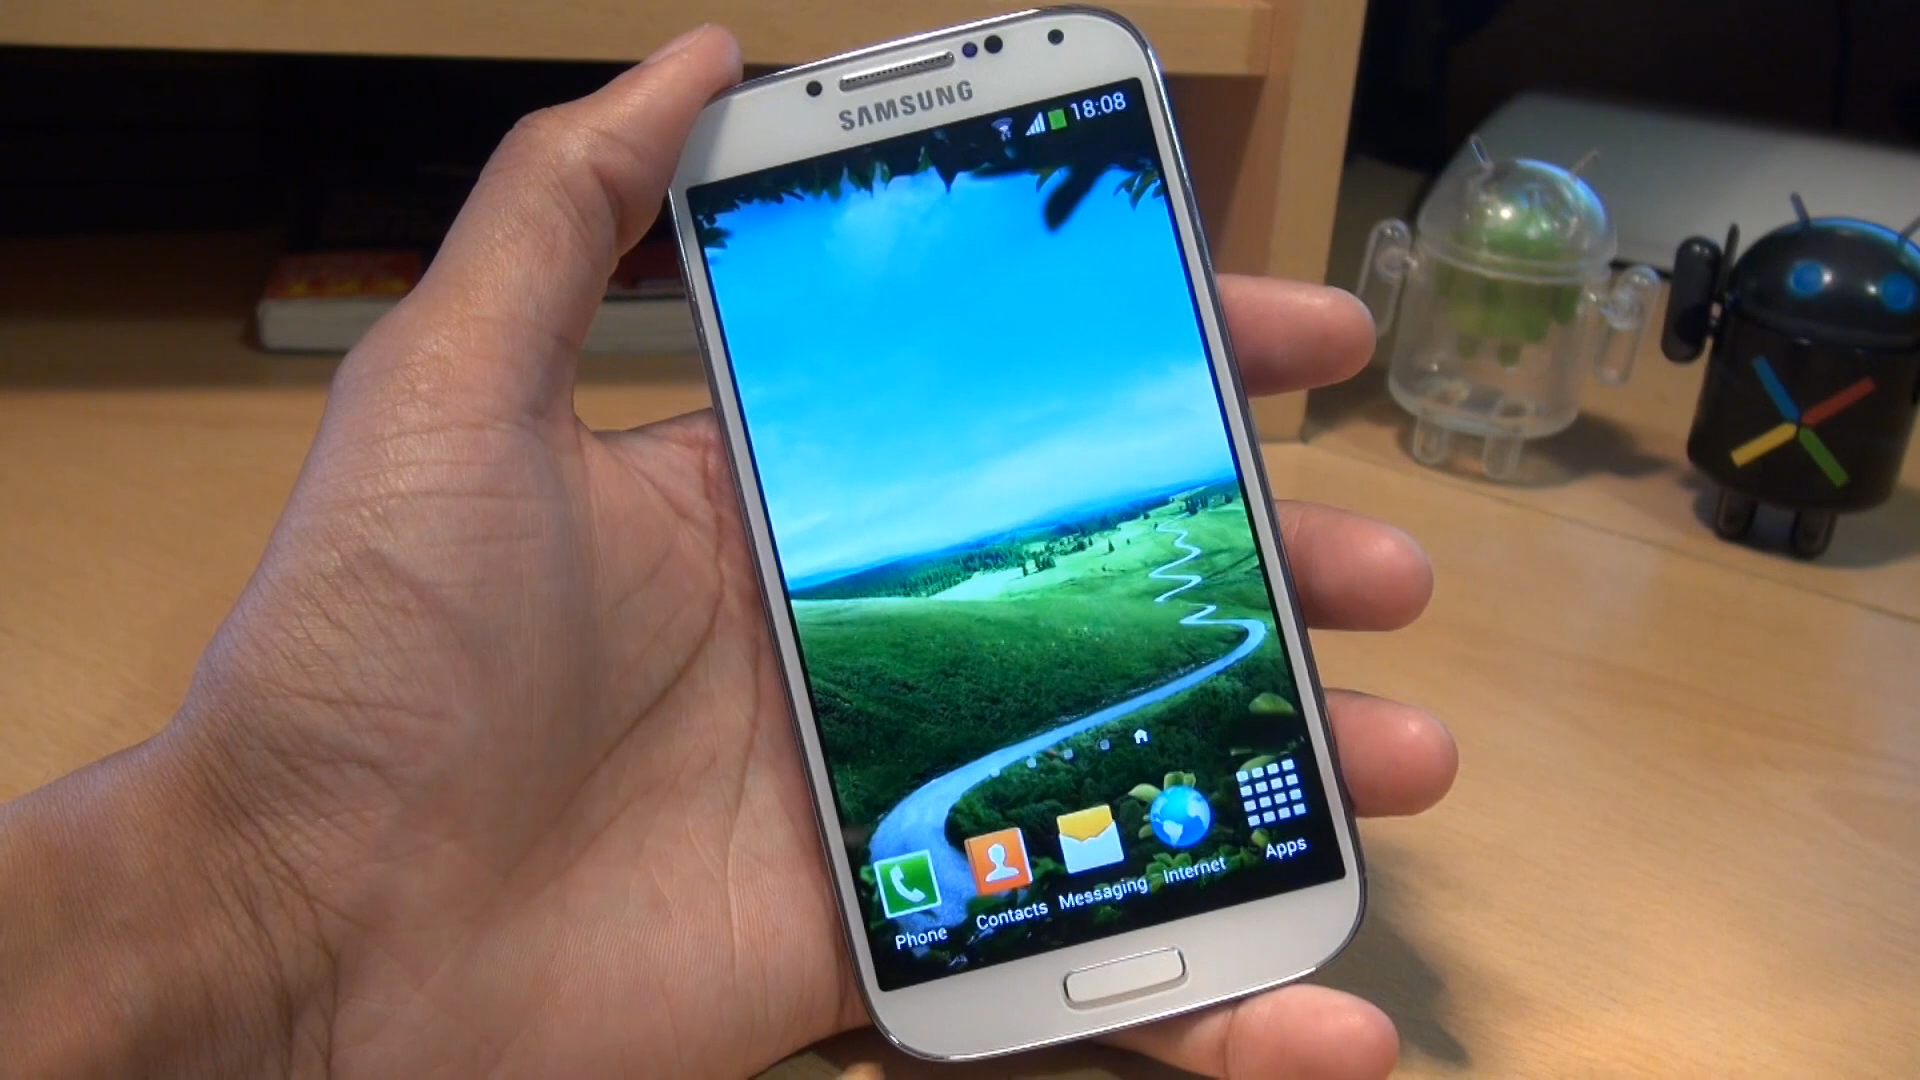 SAMSUNG
18:08
Phone
Contacts
Messaging
Internet
Apps